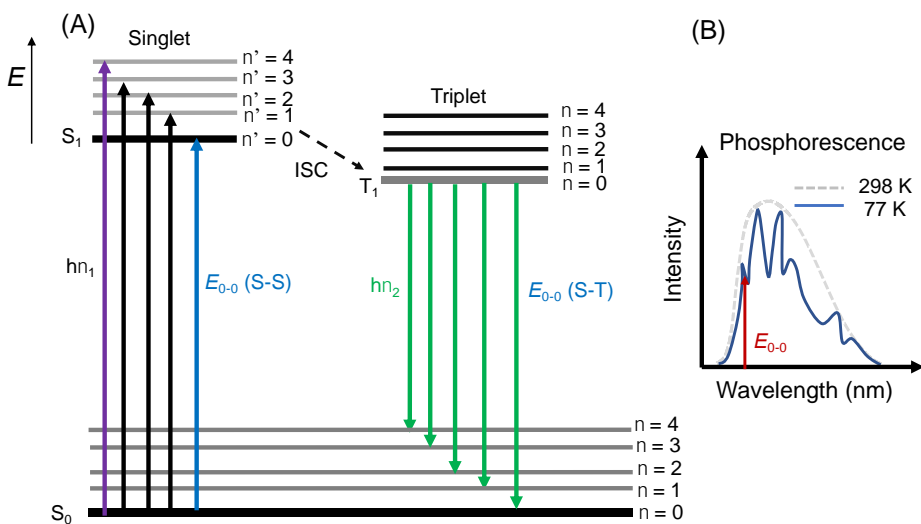 (A)
Singlet
E
n' = 4
n' = 3
n' = 2
n' = 1
n' = 0
S1
ISC
Triplet
n = 4
n = 3
n = 2
n = 1
n = 0
T1
hn1
E0-0 (S-S)
hn2
E0-0 (S-T)
n = 4
n = 3
n = 2
n = 1
n = 0
S0
(B)
Phosphorescence
298 K
77 K
Intensity
E0-0
Wavelength (nm)